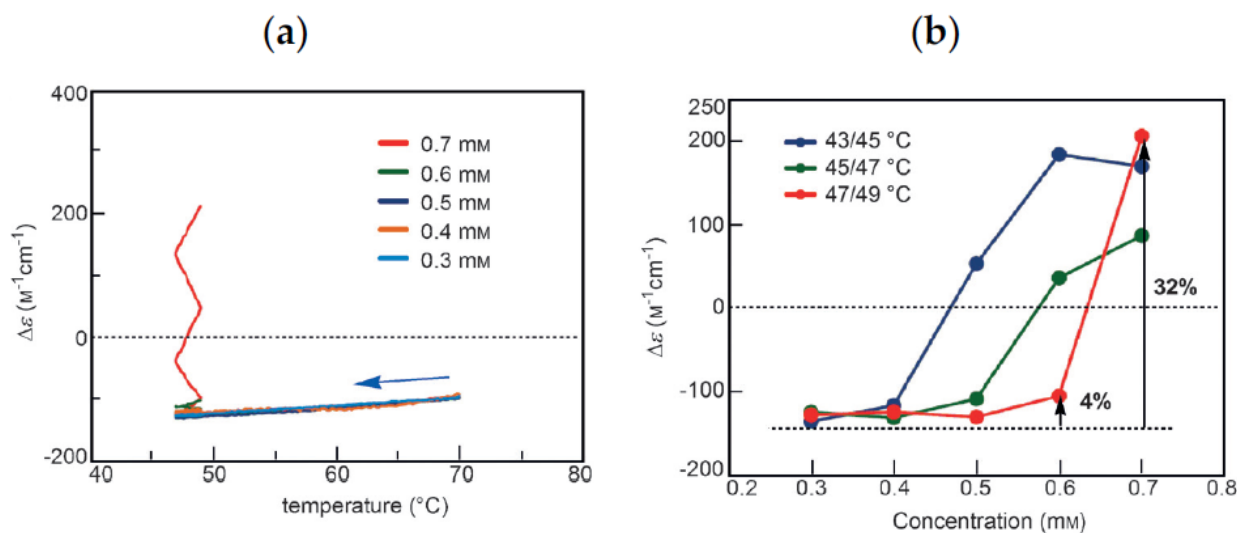 (a)
(b)
400
200
0
-200
40
50
60
70
80
Δε (M⁻¹cm⁻¹)
temperature (°C)
0.7 mM
0.6 mM
0.5 mM
0.4 mM
0.3 mM
250
200
100
0
-100
-200
0.2
0.3
0.4
0.5
0.6
0.7
0.8
Δε (M⁻¹cm⁻¹)
Concentration (mM)
43/45 °C
45/47 °C
47/49 °C
32%
4%